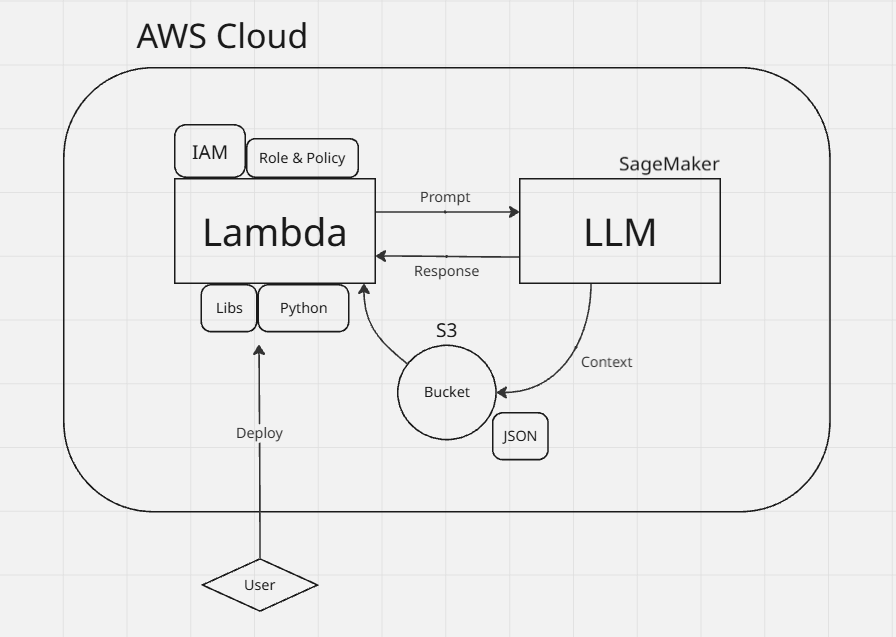 AWS Cloud
IAM
Role & Policy
SageMaker
Prompt
Lambda
LLM
Response
Libs
Python
S3
Context
Bucket
JSON
Deploy
User